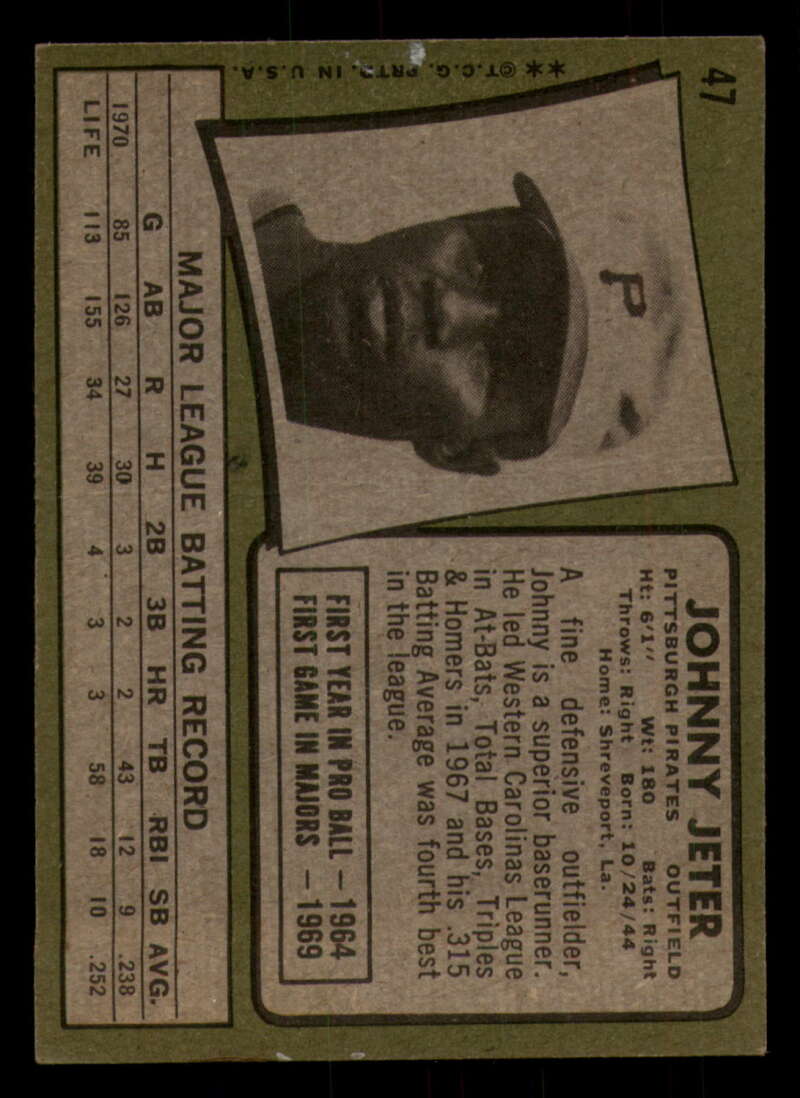 47
** ©T.C.G. PRTD. IN U.S.A.
P
JOHNNY JETER
PITTSBURGH PIRATES OUTFIELD
Ht: 6'1" Wt: 180 Bats: Right
Throws: Right Born: 10/24/44
Home: Shreveport, La.
A fine defensive outfielder,
Johnny is a superior baserunner.
He led Western Carolinas League
in At-Bats, Total Bases, Triples
& Homers in 1967 and his .315
Batting Average was fourth best
in the league.
FIRST YEAR IN PRO BALL — 1964
FIRST GAME IN MAJORS — 1969
MAJOR LEAGUE BATTING RECORD
G AB R H 2B 3B HR TB RBI SB AVG.
1970 85 126 27 30 3 2 2 43 12 9 .238
LIFE 113 155 34 39 4 3 3 58 18 10 .252